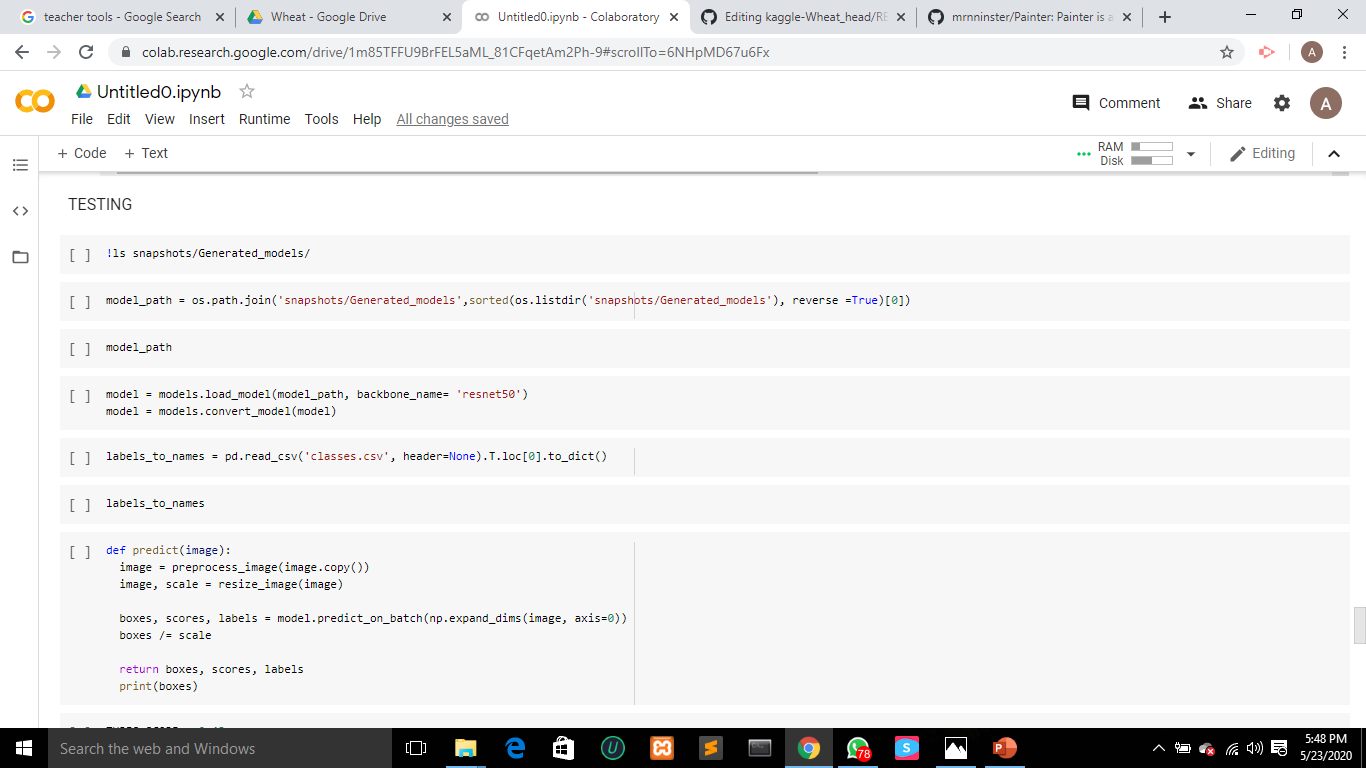 teacher tools - Google Search
Wheat - Google Drive
Untitled0.ipynb - Colaboratory
Editing kaggle-Wheat_head/RE
mrnninster/Painter: Painter is a
colab.research.google.com/drive/1m85TFFU9BrFEL5aML_81CFqetAm2Ph-9#scrollTo=6NHpMD67u6Fx
A
Untitled0.ipynb
File Edit View Insert Runtime Tools Help All changes saved
Comment
Share
A
+ Code + Text
RAM
Disk
Editing
TESTING
[ ] !ls snapshots/Generated_models/
[ ] model_path = os.path.join('snapshots/Generated_models',sorted(os.listdir('snapshots/Generated_models'), reverse =True)[0])
[ ] model_path
[ ] model = models.load_model(model_path, backbone_name= 'resnet50')
model = models.convert_model(model)
[ ] labels_to_names = pd.read_csv('classes.csv', header=None).T.loc[0].to_dict()
[ ] labels_to_names
[ ] def predict(image):
image = preprocess_image(image.copy())
image, scale = resize_image(image)
boxes, scores, labels = model.predict_on_batch(np.expand_dims(image, axis=0))
boxes /= scale
return boxes, scores, labels
print(boxes)
Search the web and Windows
78
5:48 PM
5/23/2020